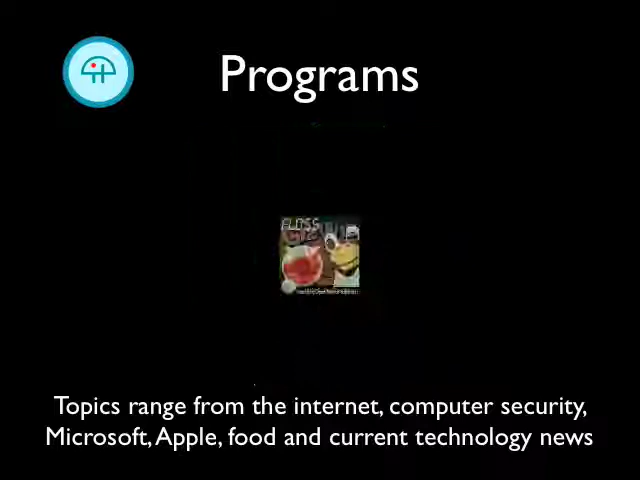 Programs
FLOSS
Topics range from the internet, computer security,
Microsoft, Apple, food and current technology news